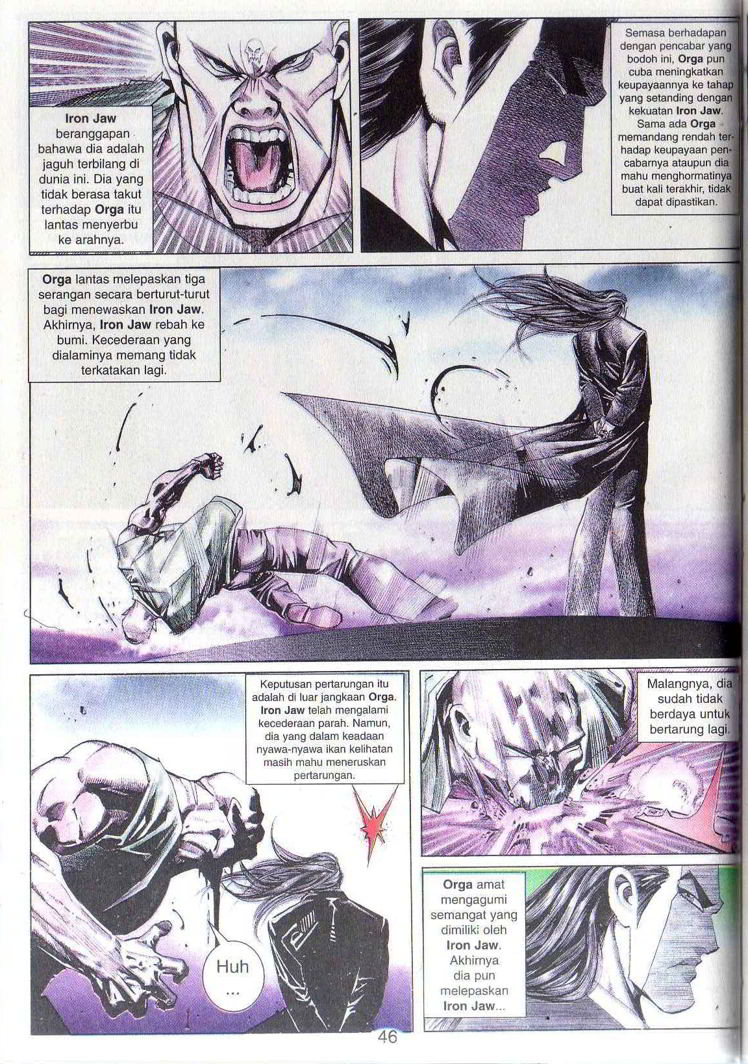 Iron Jaw
beranggapan
bahawa dia adalah
jaguh terbilang di
dunia ini. Dia yang
tidak berasa takut
terhadap Orga itu
lantas menyerbu
ke arahnya.
Semasa berhadapan
dengan pencabar yang
bodoh ini, Orga pun
cuba meningkatkan
keupayaannya ke tahap
yang setanding dengan
kekuatan Iron Jaw.
Sama ada Orga
memandang rendah ter-
hadap keupayaan pen-
cabarnya ataupun dia
mahu menghormatinya
buat kali terakhir, tidak
dapat dipastikan.
Orga lantas melepaskan tiga
serangan secara berturut-turut
bagi menewaskan Iron Jaw.
Akhirnya, Iron Jaw rebah ke
bumi. Kecederaan yang
dialaminya memang tidak
terkatakan lagi.
Keputusan pertarungan itu
adalah di luar jangkaan Orga.
Iron Jaw telah mengalami
kecederaan parah. Namun,
dia yang dalam keadaan
nyawa-nyawa ikan kelihatan
masih mahu meneruskan
pertarungan.
Huh
...
Malangnya, dia
sudah tidak
berdaya untuk
bertarung lagi.
Orga amat
mengagumi
semangat yang
dimiliki oleh
Iron Jaw.
Akhirnya
dia pun
melepaskan
Iron Jaw...
46